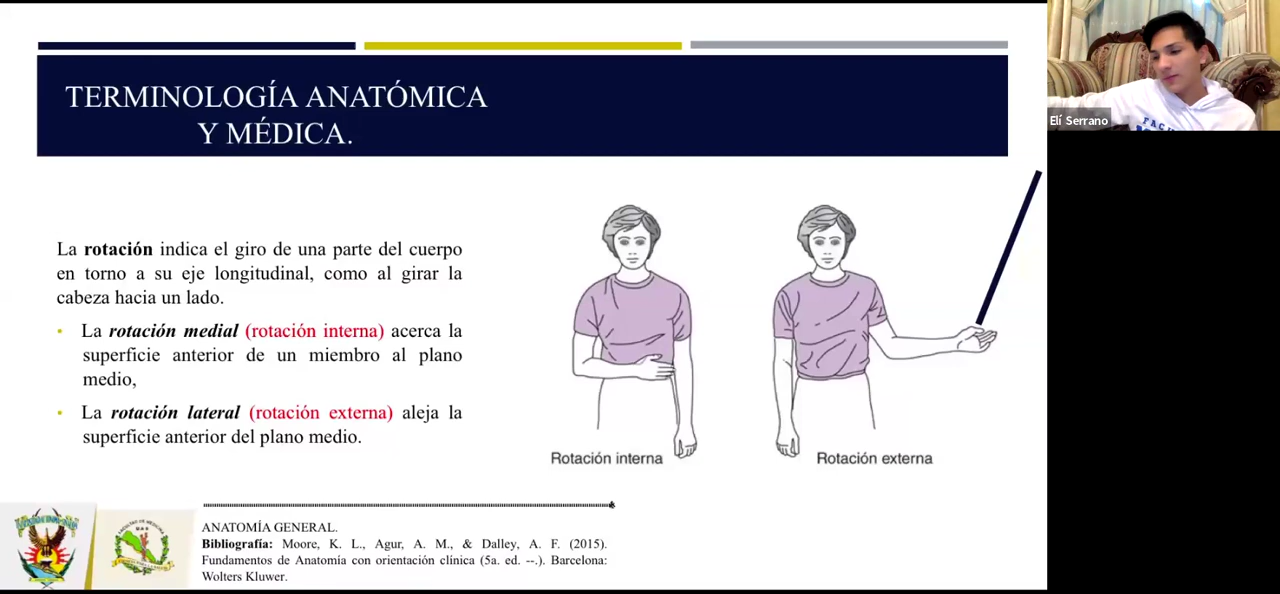 TERMINOLOGÍA ANATÓMICA
Y MÉDICA.
Elí Serrano
La rotación indica el giro de una parte del cuerpo
en torno a su eje longitudinal, como al girar la
cabeza hacia un lado.
▪ La rotación medial (rotación interna) acerca la
superficie anterior de un miembro al plano
medio,
▪ La rotación lateral (rotación externa) aleja la
superficie anterior del plano medio.
Rotación interna
Rotación externa
ANATOMÍA GENERAL.
Bibliografía: Moore, K. L., Agur, A. M., & Dalley, A. F. (2015).
Fundamentos de Anatomía con orientación clínica (5a. ed. --.). Barcelona:
Wolters Kluwer.